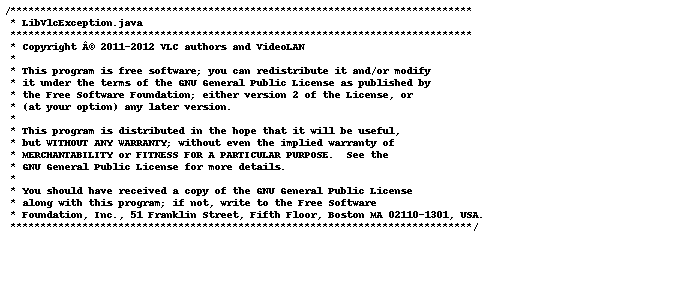 /*****************************************************************************
 * LibVlcException.java
 *****************************************************************************
 * Copyright Â© 2011-2012 VLC authors and VideoLAN
 *
 * This program is free software; you can redistribute it and/or modify
 * it under the terms of the GNU General Public License as published by
 * the Free Software Foundation; either version 2 of the License, or
 * (at your option) any later version.
 *
 * This program is distributed in the hope that it will be useful,
 * but WITHOUT ANY WARRANTY; without even the implied warranty of
 * MERCHANTABILITY or FITNESS FOR A PARTICULAR PURPOSE.  See the
 * GNU General Public License for more details.
 *
 * You should have received a copy of the GNU General Public License
 * along with this program; if not, write to the Free Software
 * Foundation, Inc., 51 Franklin Street, Fifth Floor, Boston MA 02110-1301, USA.
 *****************************************************************************/